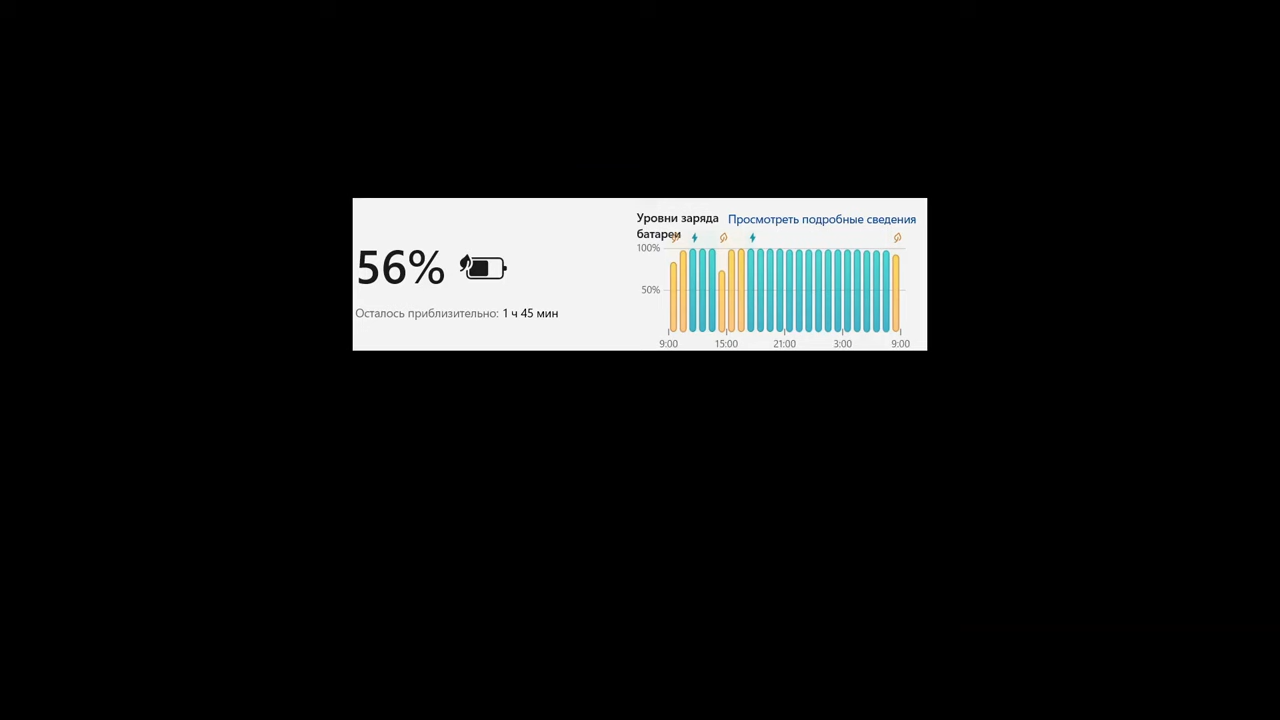 56%
Осталось приблизительно: 1 ч 45 мин
Уровни заряда
батареи
Просмотреть подробные сведения
100%
50%
9:00 15:00 21:00 3:00 9:00